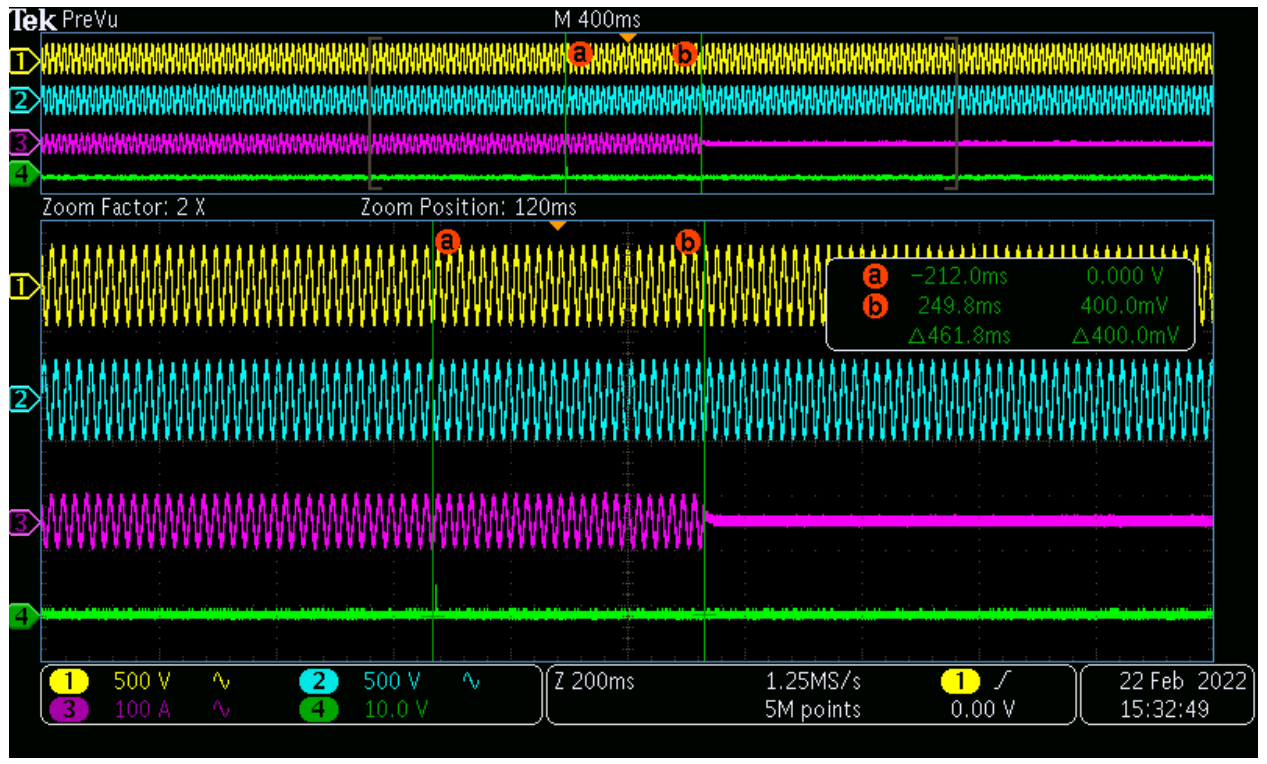 Tek PreVu M 400ms
1 a b
2
3
4
Zoom Factor: 2 X Zoom Position: 120ms
a b
1
a -212.0ms 0.000 V
b 249.8ms 400.0mV
△461.8ms △400.0mV
2
3
4
1 500 V 2 500 V Z 200ms 1.25MS/s 1 22 Feb 2022
3 100 A 4 10.0 V 5M points 0.00 V 15:32:49